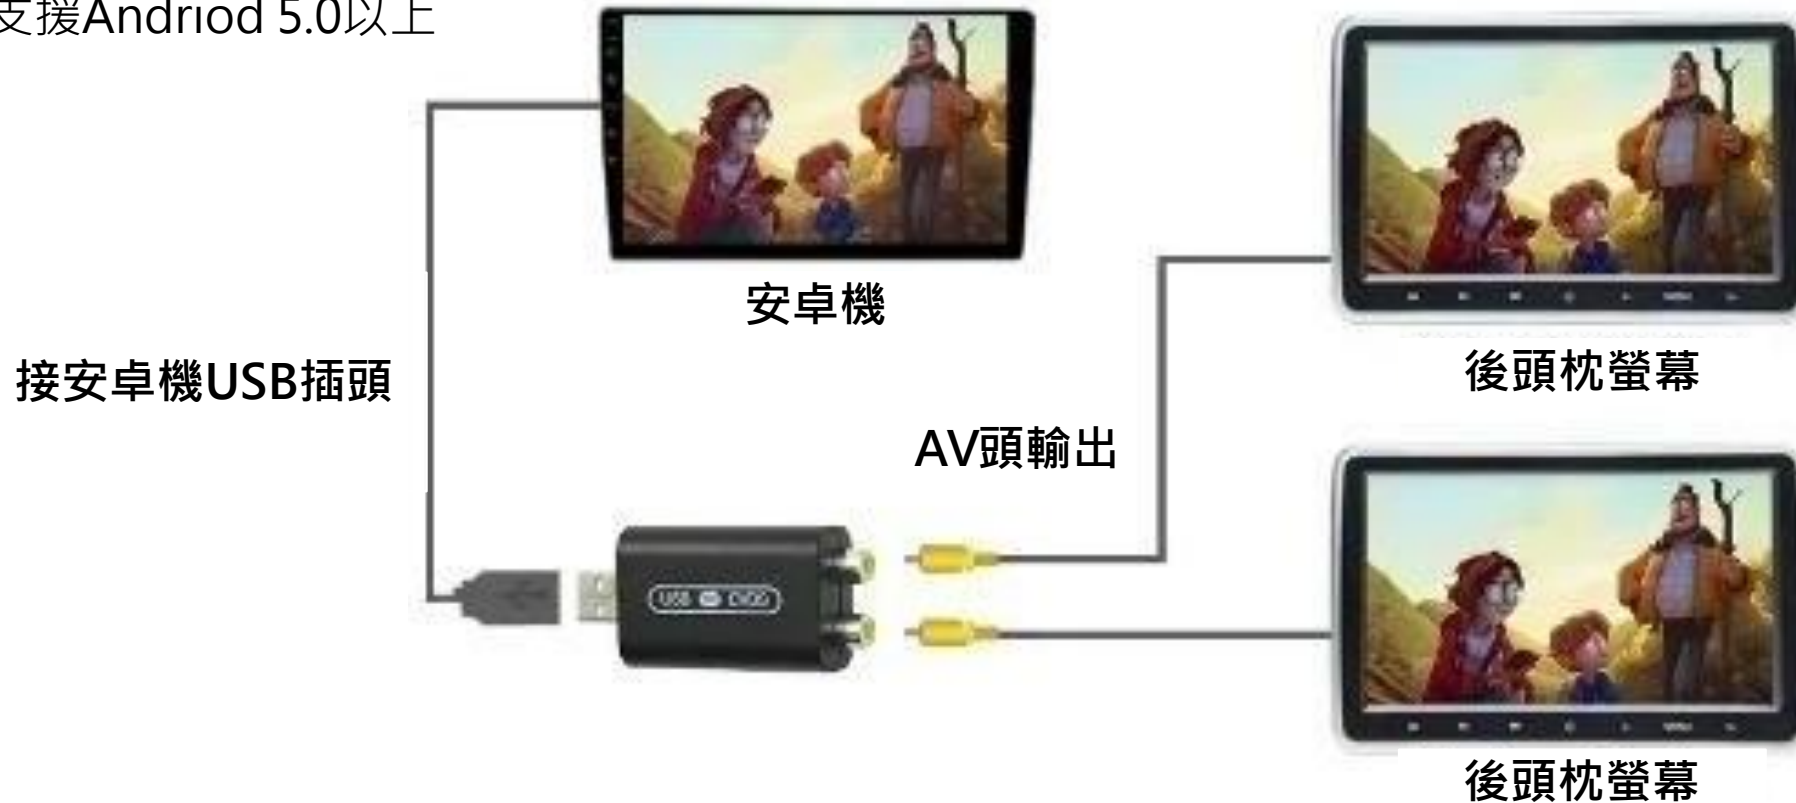 支援Andriod 5.0以上
安卓機
接安卓機USB插頭
後頭枕螢幕
AV頭輸出
USB CVBS
後頭枕螢幕